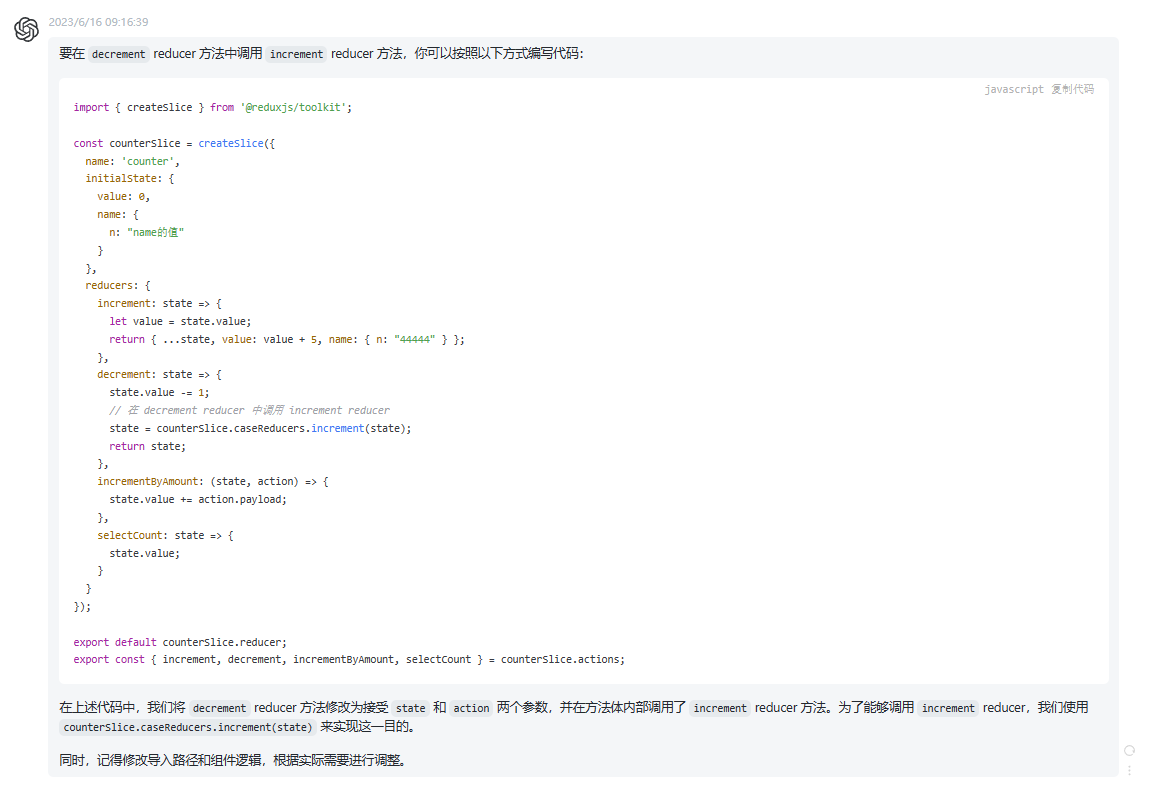 2023/6/16 09:16:39
要在 decrement reducer 方法中调用 increment reducer 方法，你可以按照以下方式编写代码：
javascript 复制代码
import { createSlice } from '@reduxjs/toolkit';
const counterSlice = createSlice({
  name: 'counter',
  initialState: {
    value: 0,
    name: {
      n: "name的值"
    }
  },
  reducers: {
    increment: state => {
      let value = state.value;
      return { ...state, value: value + 5, name: { n: "44444" } };
    },
    decrement: state => {
      state.value -= 1;
      // 在 decrement reducer 中调用 increment reducer
      state = counterSlice.caseReducers.increment(state);
      return state;
    },
    incrementByAmount: (state, action) => {
      state.value += action.payload;
    },
    selectCount: state => {
      state.value;
    }
  }
});
export default counterSlice.reducer;
export const { increment, decrement, incrementByAmount, selectCount } = counterSlice.actions;
在上述代码中，我们将 decrement reducer 方法修改为接受 state 和 action 两个参数，并在方法体内部调用了 increment reducer 方法。为了能够调用 increment reducer，我们使用
counterSlice.caseReducers.increment(state) 来实现这一目的。
同时，记得修改导入路径和组件逻辑，根据实际需要进行调整。